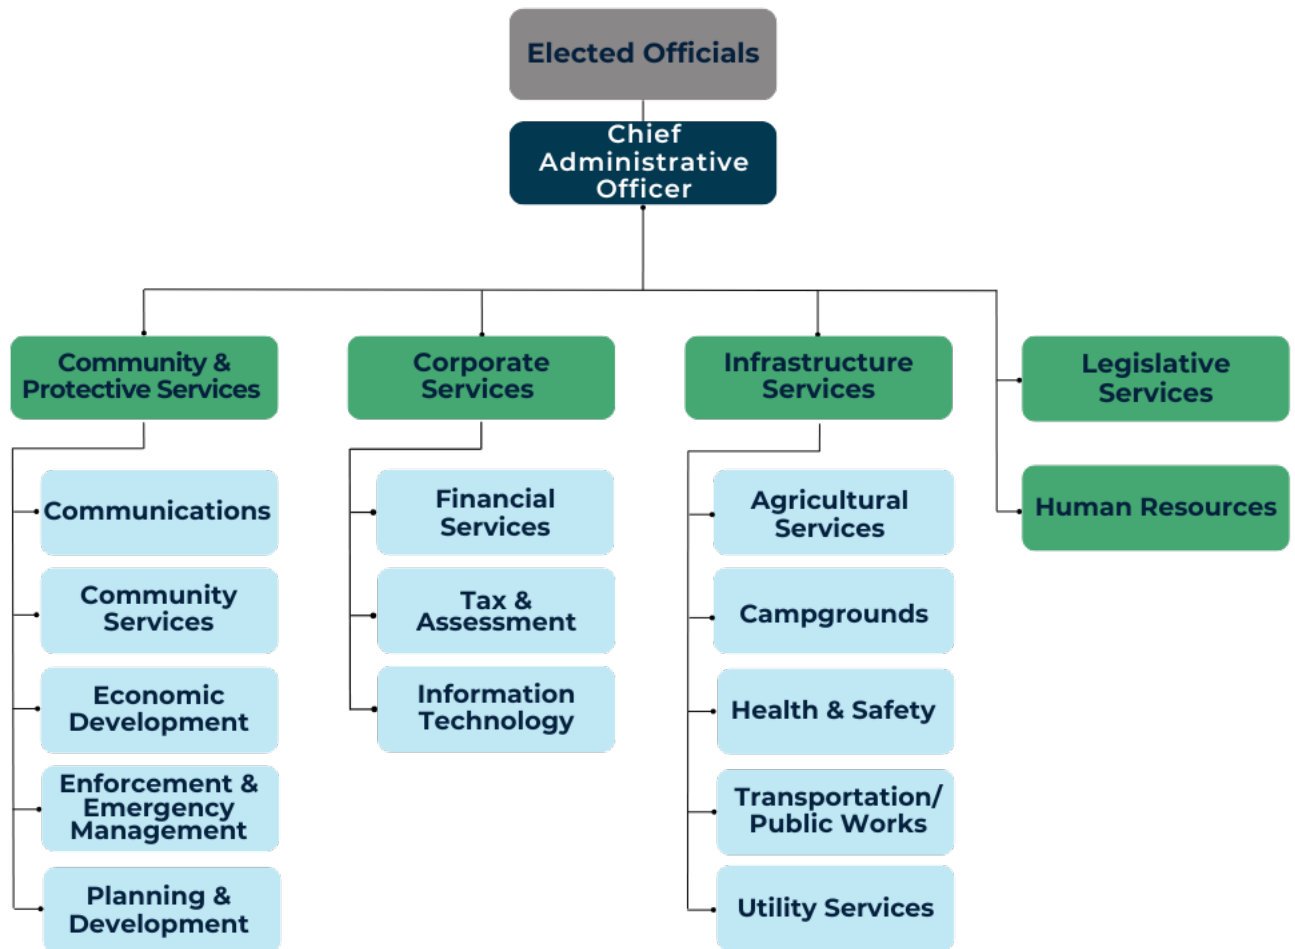 Elected Officials
Chief
Administrative
Officer
Community &
Protective Services
Corporate
Services
Infrastructure
Services
Legislative
Services
Human Resources
Communications
Community
Services
Economic
Development
Enforcement &
Emergency
Management
Planning &
Development
Financial
Services
Tax &
Assessment
Information
Technology
Agricultural
Services
Campgrounds
Health & Safety
Transportation/
Public Works
Utility Services